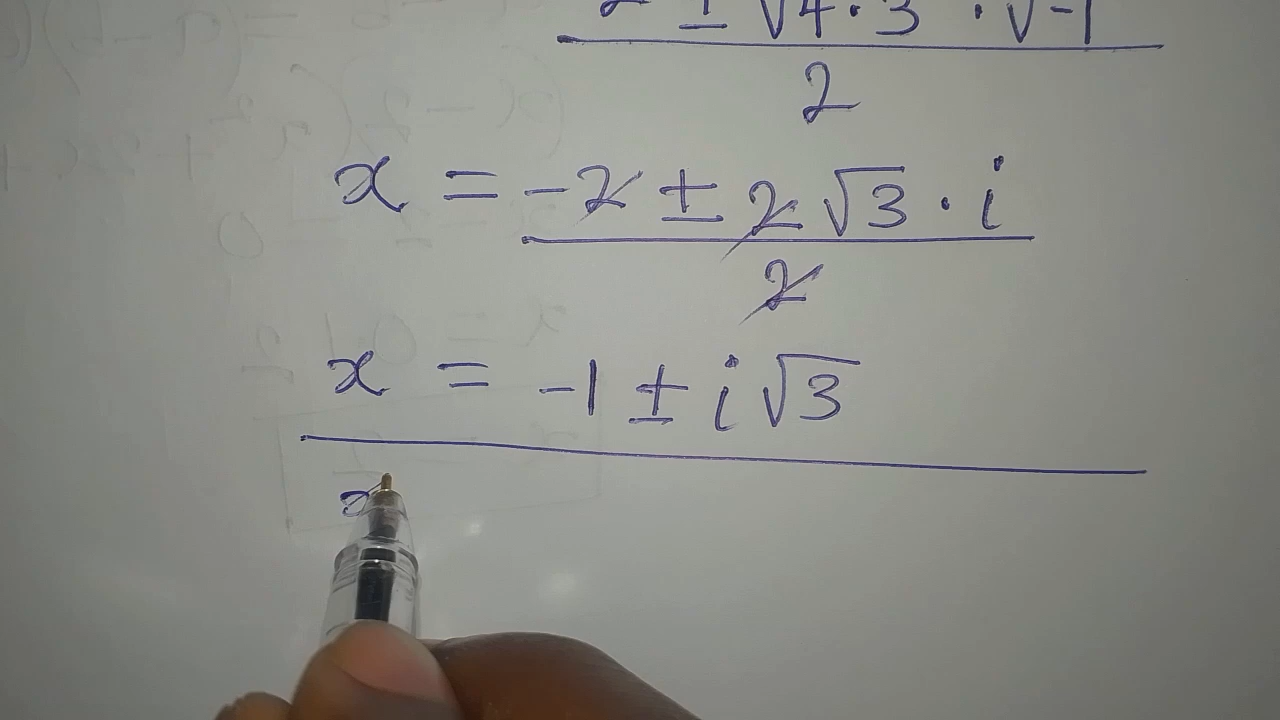 2 ± √4·3 · √-1
2
x = -2 ± 2√3 · i
2
x = -1 ± i√3
x